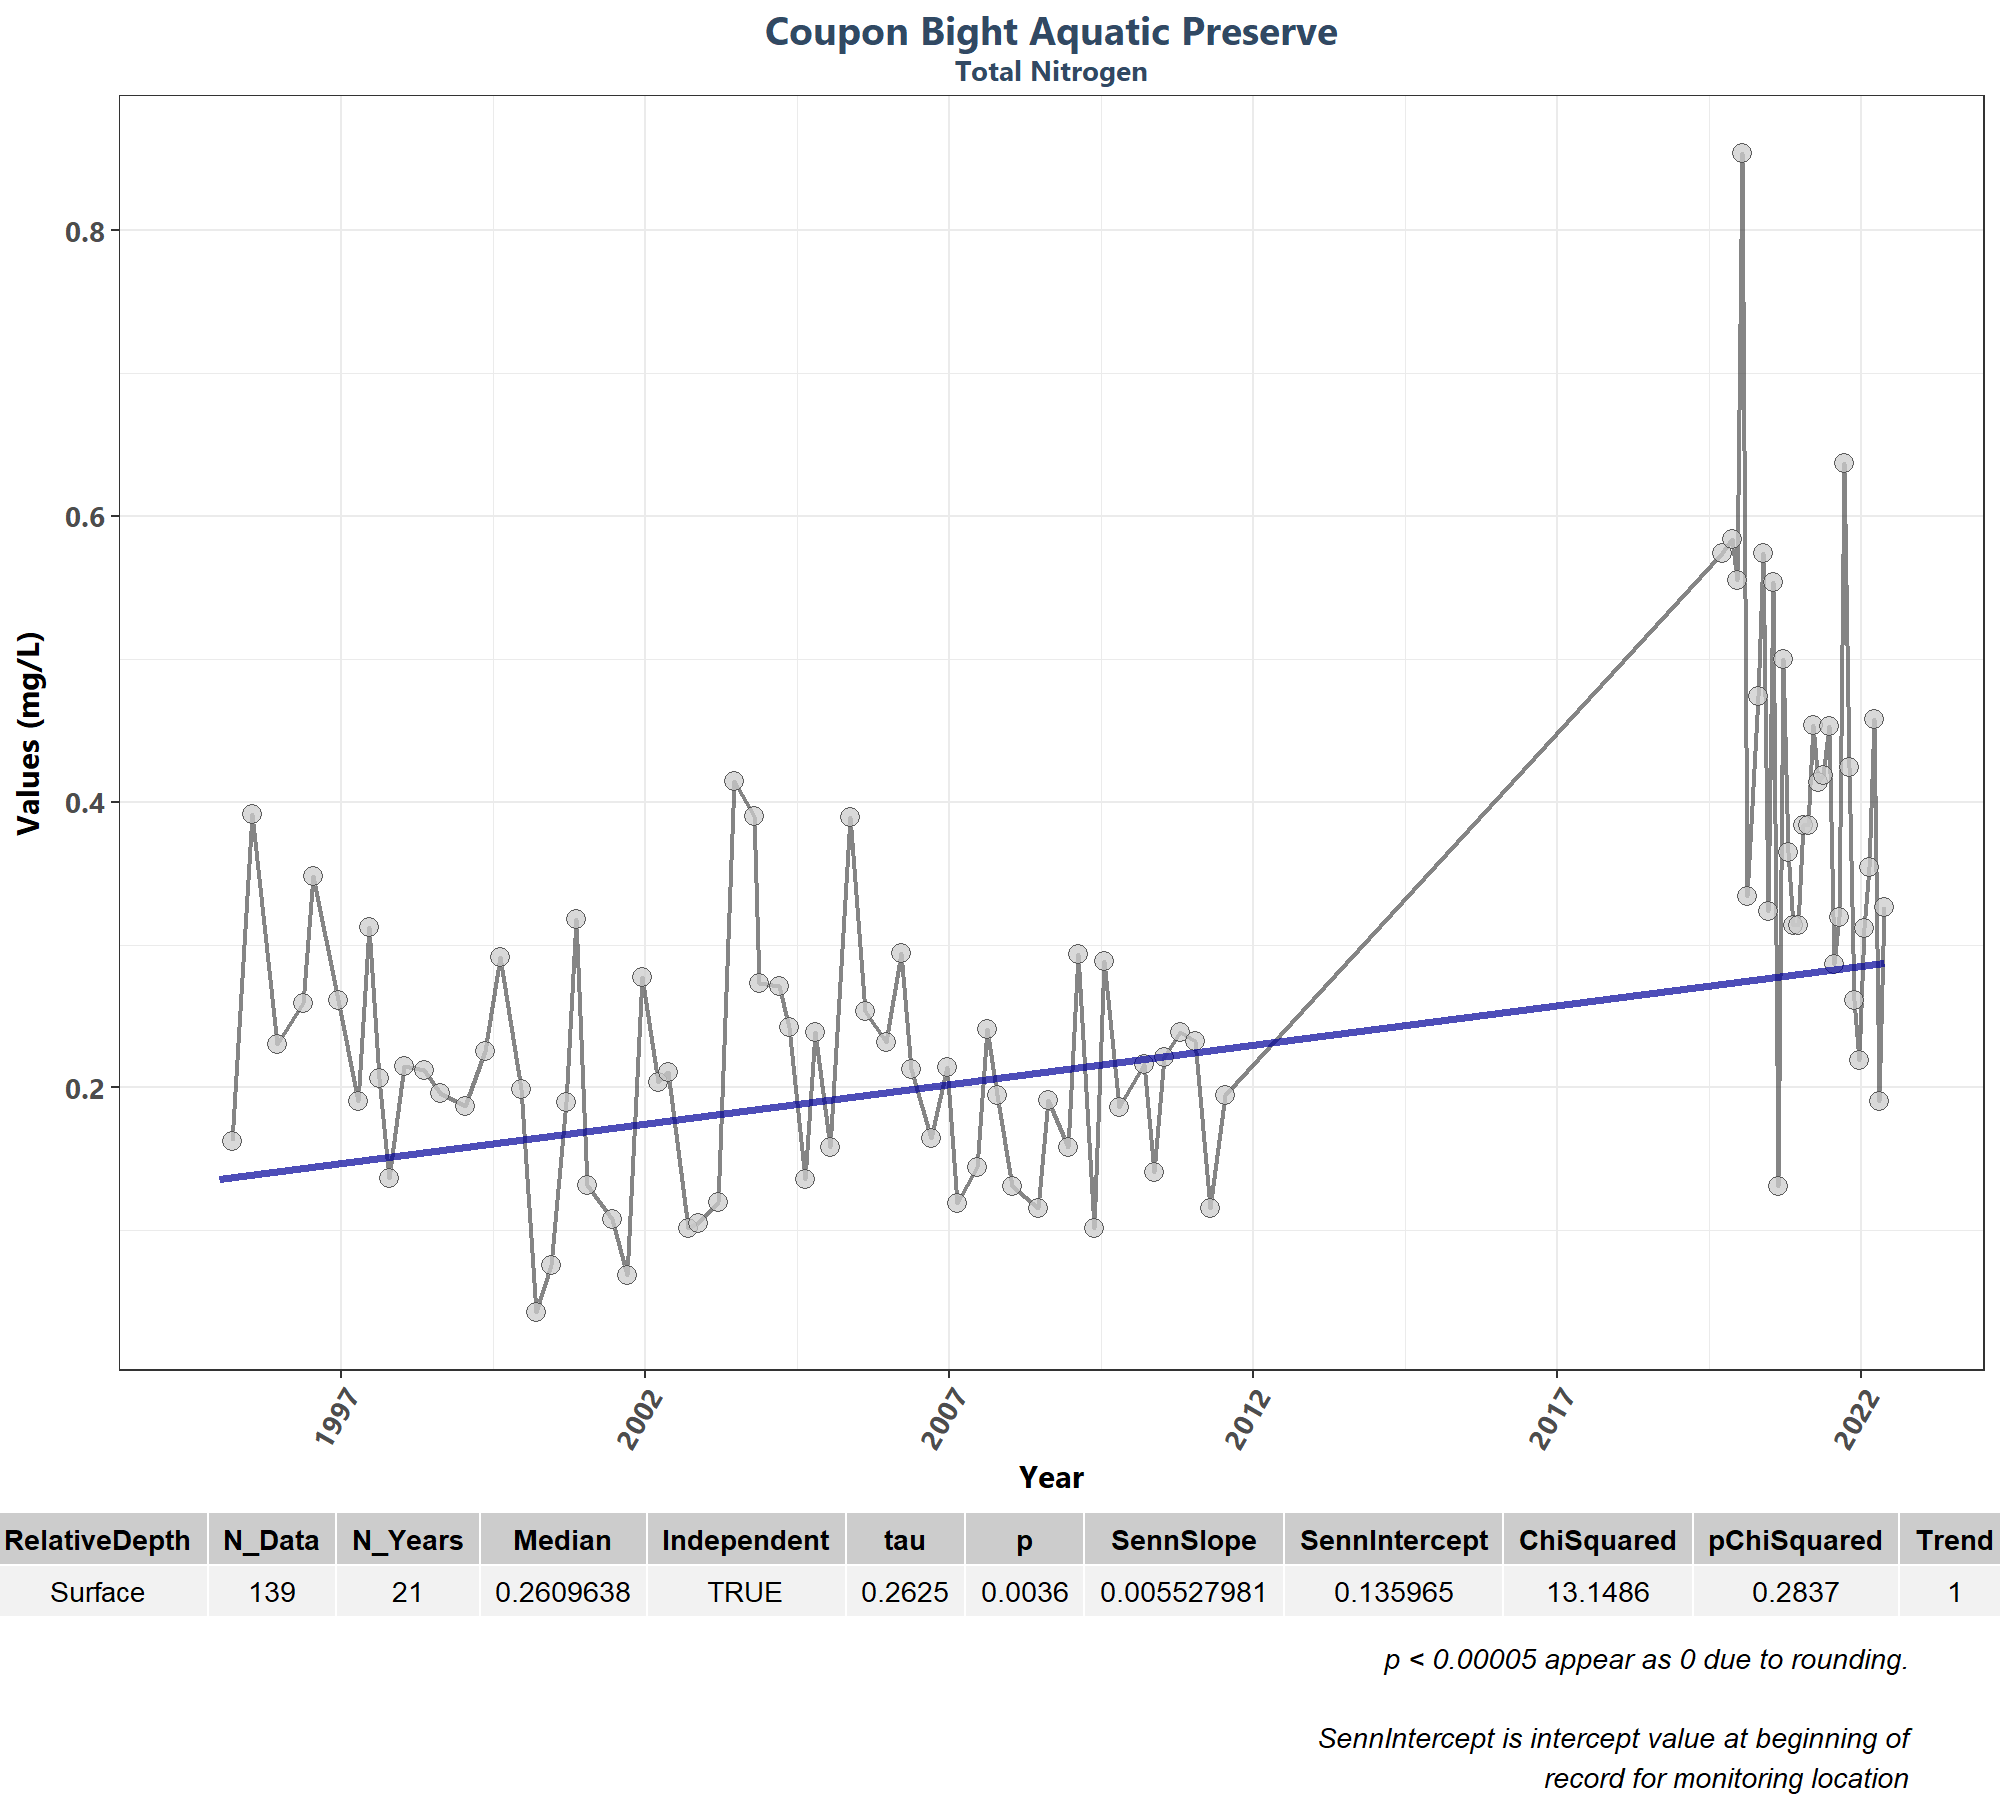 Coupon Bight Aquatic Preserve
Total Nitrogen
Values (mg/L)
0.8
0.6
0.4
0.2
1997 2002 2007 2012 2017 2022
Year
RelativeDepth N_Data N_Years Median Independent tau p SennSlope SennIntercept ChiSquared pChiSquared Trend
Surface 139 21 0.2609638 TRUE 0.2625 0.0036 0.005527981 0.135965 13.1486 0.2837 1
p < 0.00005 appear as 0 due to rounding.
SennIntercept is intercept value at beginning of
record for monitoring location